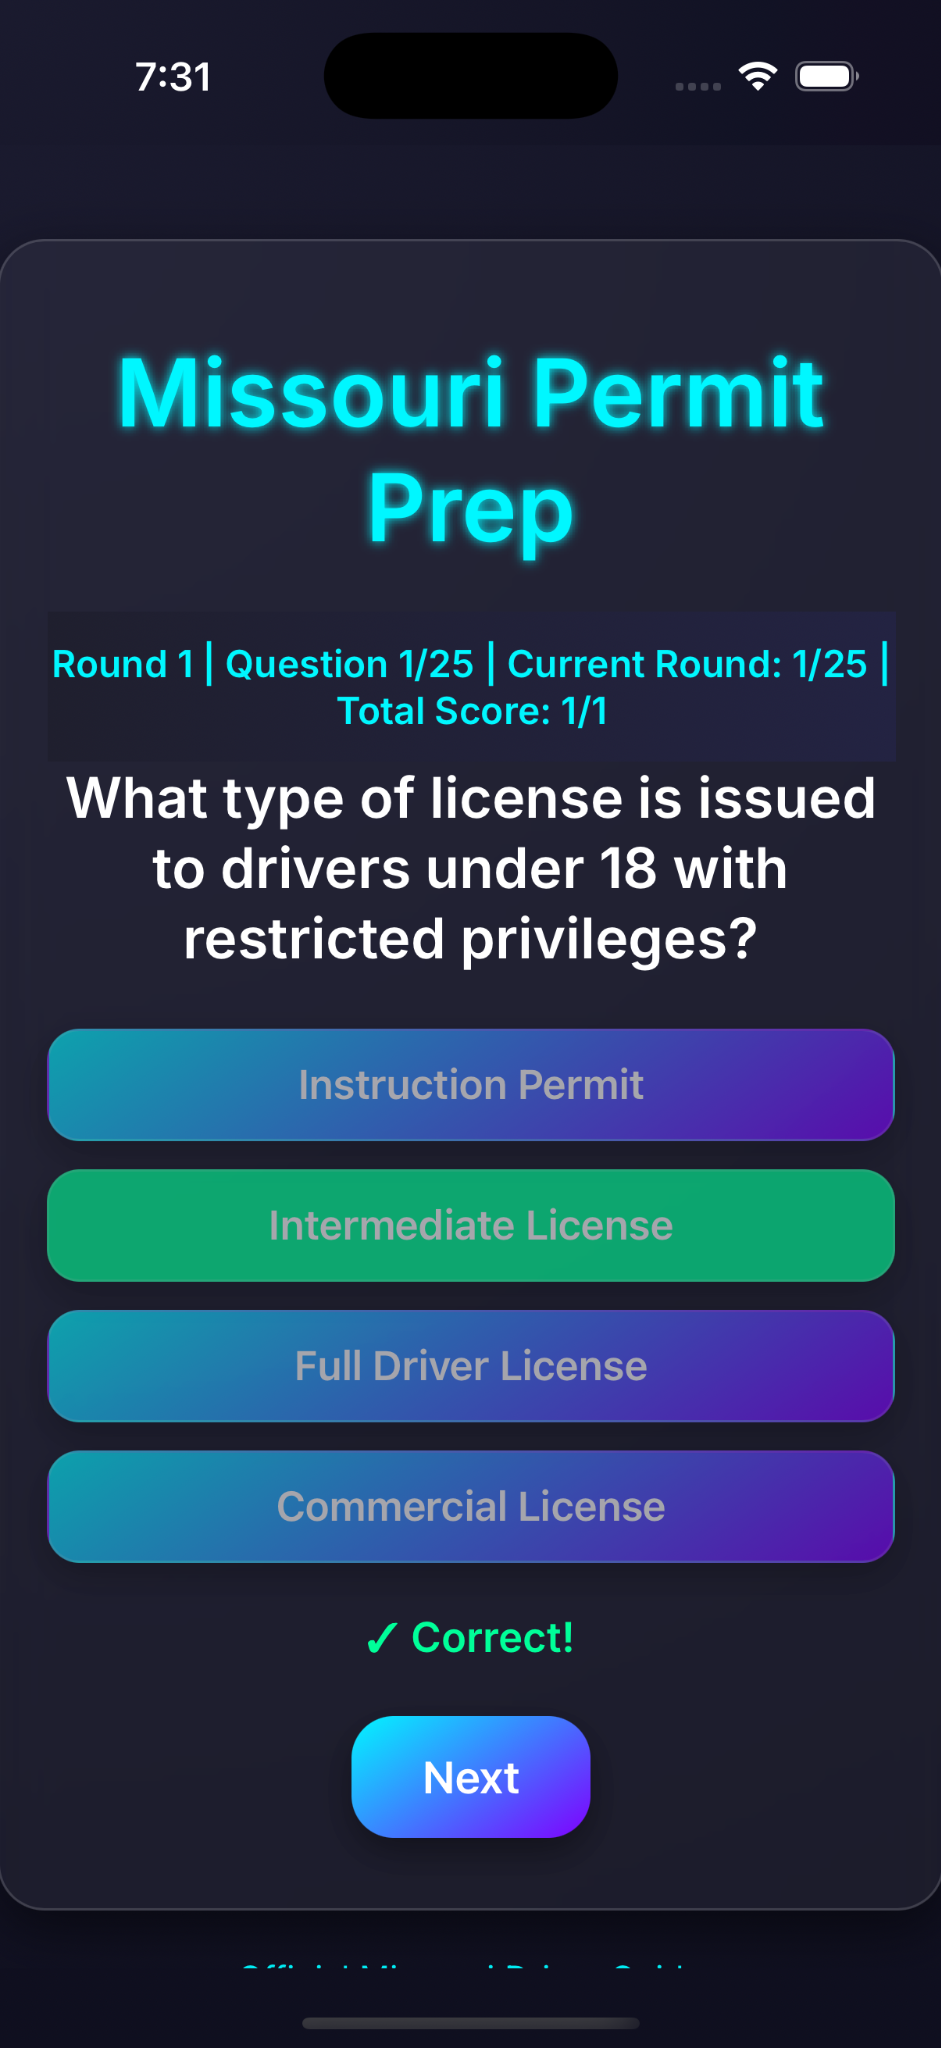 7:31
Missouri Permit
Prep
Round 1 | Question 1/25 | Current Round: 1/25 |
Total Score: 1/1
What type of license is issued
to drivers under 18 with
restricted privileges?
Instruction Permit
Intermediate License
Full Driver License
Commercial License
✓ Correct!
Next